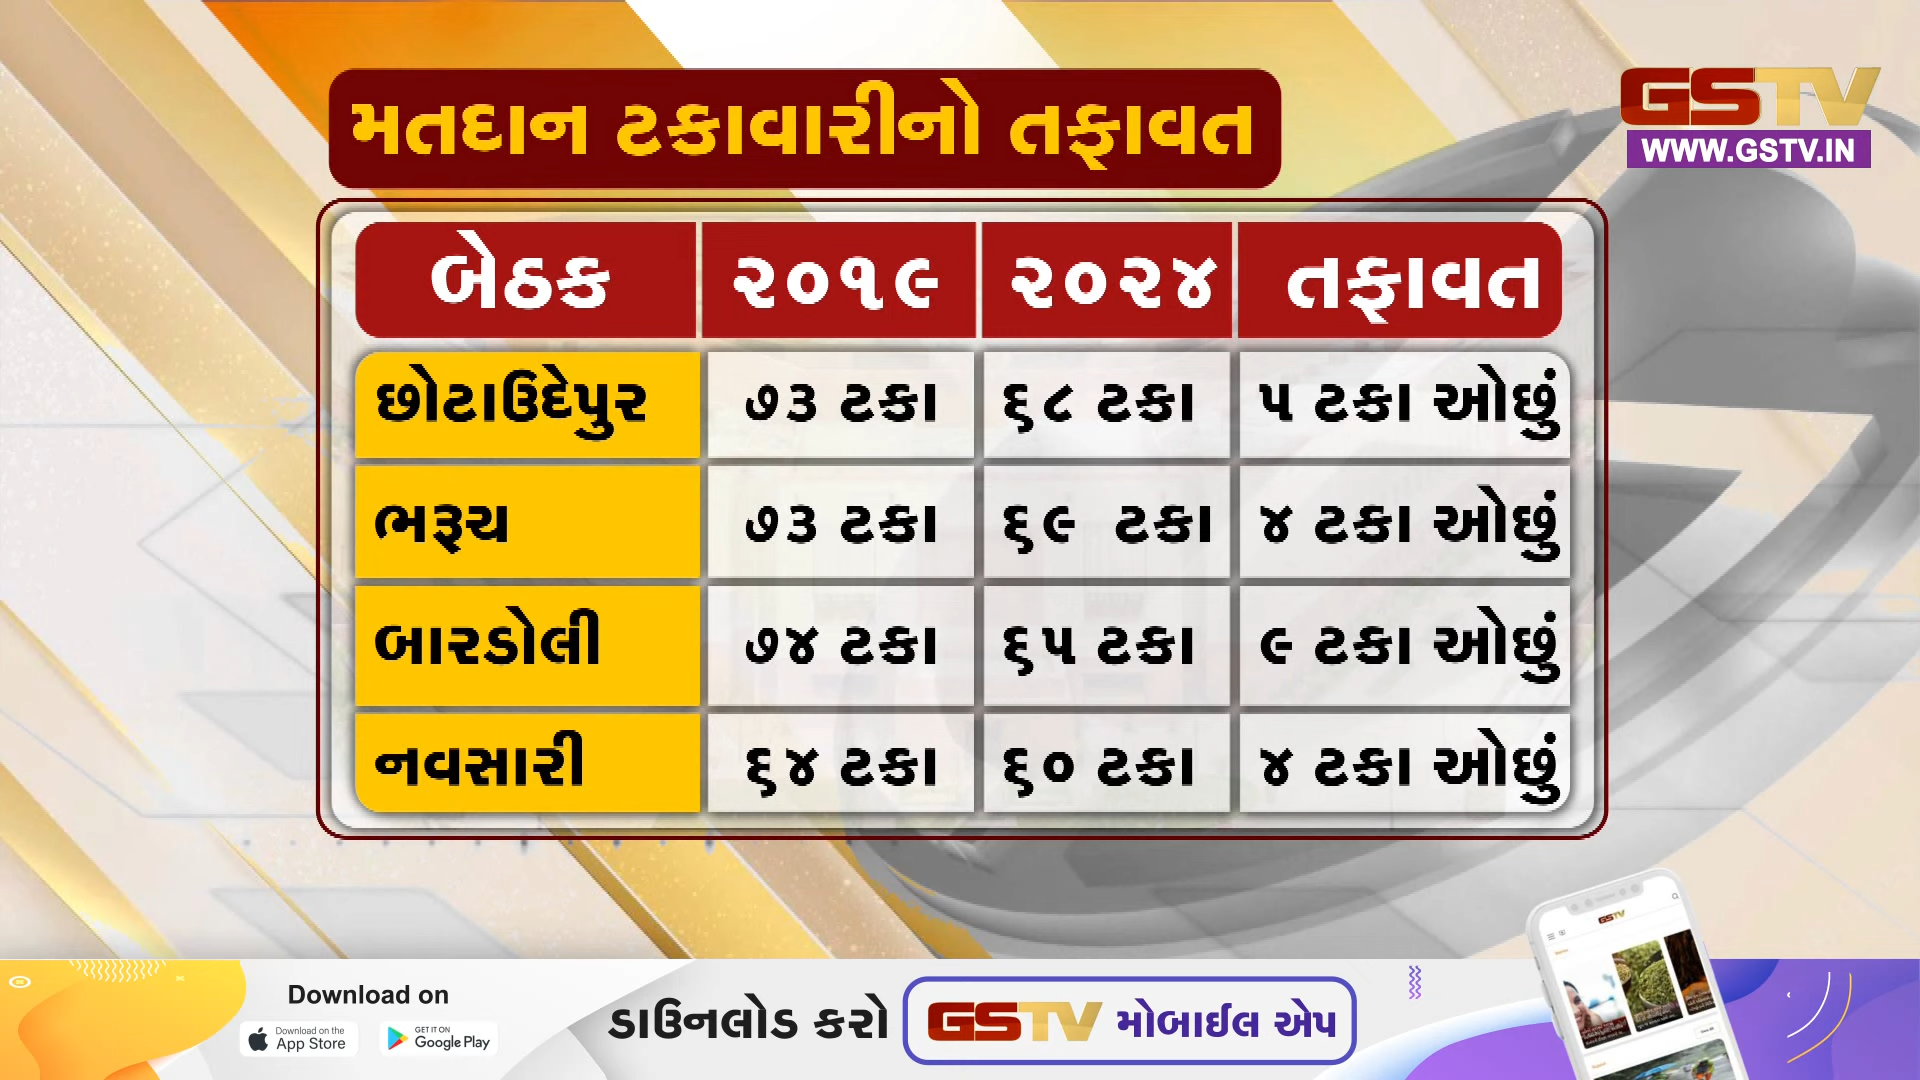 મતદાન ટકાવારીનો તફાવત
GSTV
WWW.GSTV.IN
બેઠક ૨૦૧૯ ૨૦૨૪ તફાવત
છોટાઉદેપુર ૭૩ ટકા ૬૮ ટકા ૫ ટકા ઓછું
ભરૂચ ૭૩ ટકા ૬૯ ટકા ૪ ટકા ઓછું
બારડોલી ૭૪ ટકા ૬૫ ટકા ૯ ટકા ઓછું
નવસારી ૬૪ ટકા ૬૦ ટકા ૪ ટકા ઓછું
Download on
Download on the
App Store
GET IT ON
Google Play
ડાઉનલોડ કરો GSTV મોબાઈલ એપ
GSTV